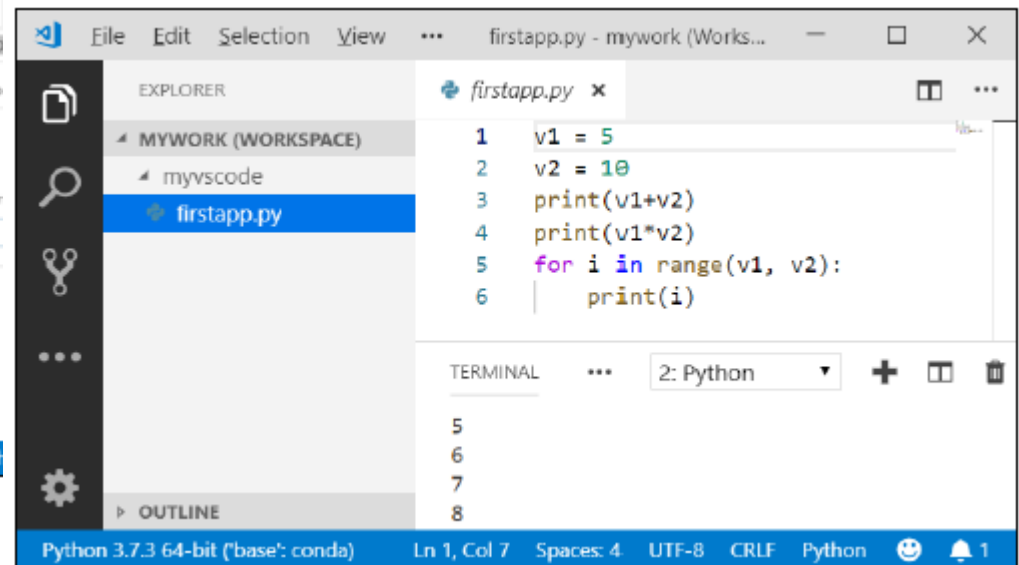 File Edit Selection View ••• firstapp.py - mywork (Works...
EXPLORER
MYWORK (WORKSPACE)
myvscode
firstapp.py
OUTLINE
firstapp.py
1 v1 = 5
2 v2 = 10
3 print(v1+v2)
4 print(v1*v2)
5 for i in range(v1, v2):
6 print(i)
TERMINAL ••• 2: Python
5
6
7
8
Python 3.7.3 64-bit ('base': conda) Ln 1, Col 7 Spaces: 4 UTF-8 CRLF Python 1